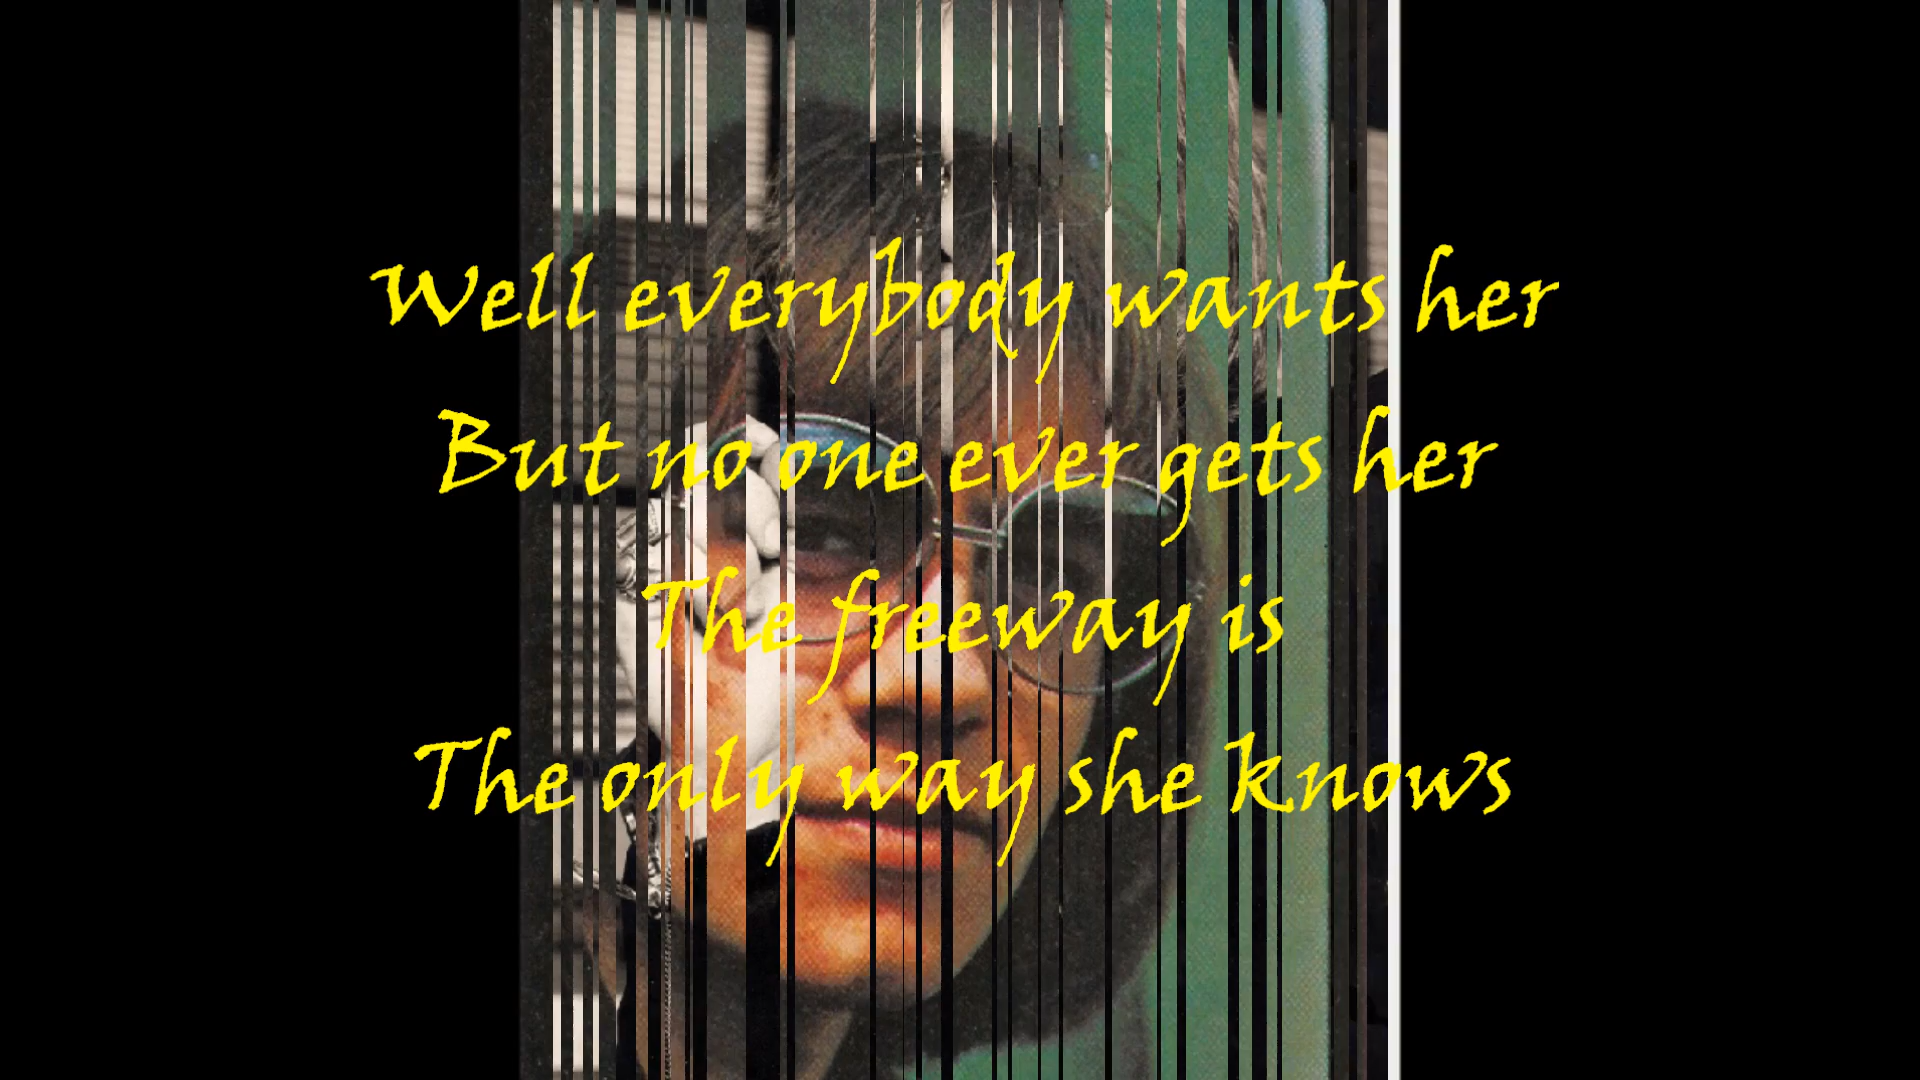 Well everybody wants her
But no one ever gets her
The freeway is
The only way she knows